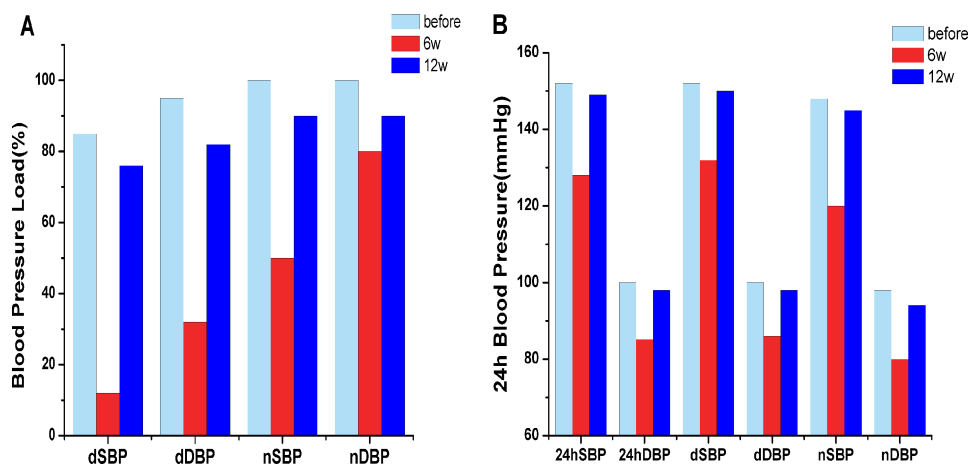 A
before
6w
12w
Blood Pressure Load(%)
100
80
60
40
20
0
dSBP dDBP nSBP nDBP
B
before
6w
12w
24h Blood Pressure(mmHg)
160
140
120
100
80
60
24hSBP 24hDBP dSBP dDBP nSBP nDBP